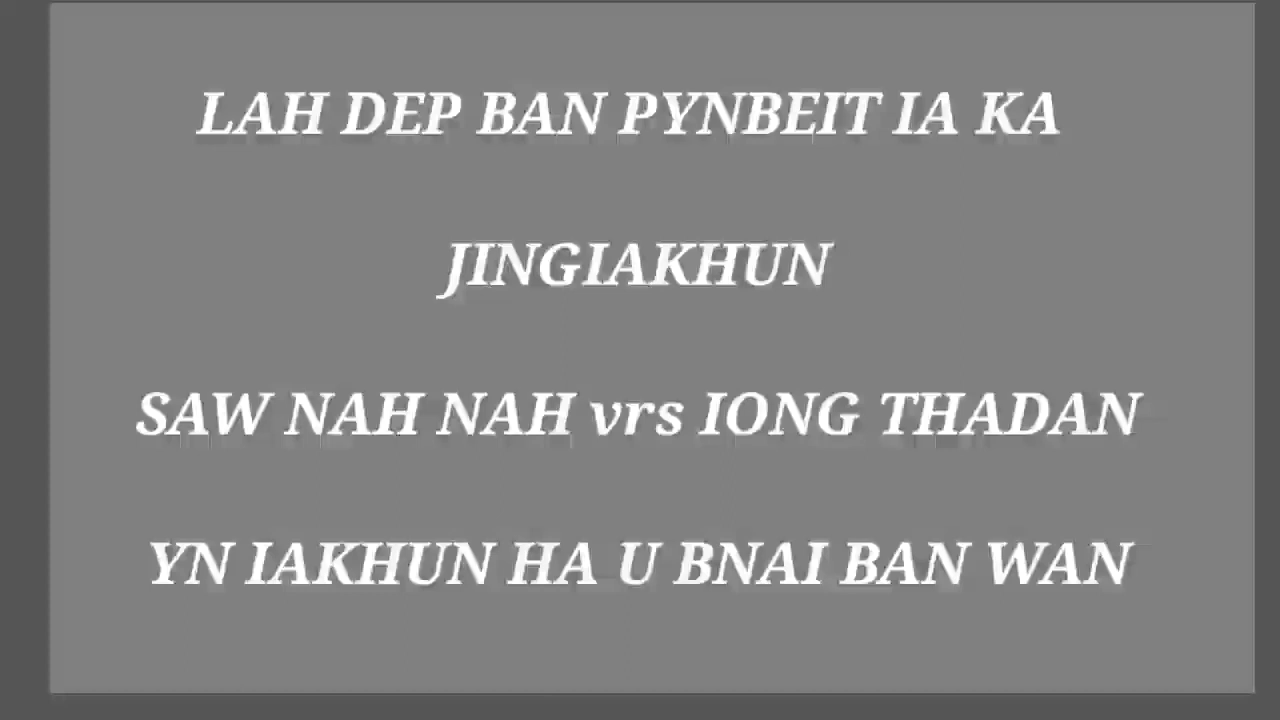 LAH DEP BAN PYNBEIT IA KA
JINGIAKHUN
SAW NAH NAH vrs IONG THADAN
YN IAKHUN HA U BNAI BAN WAN